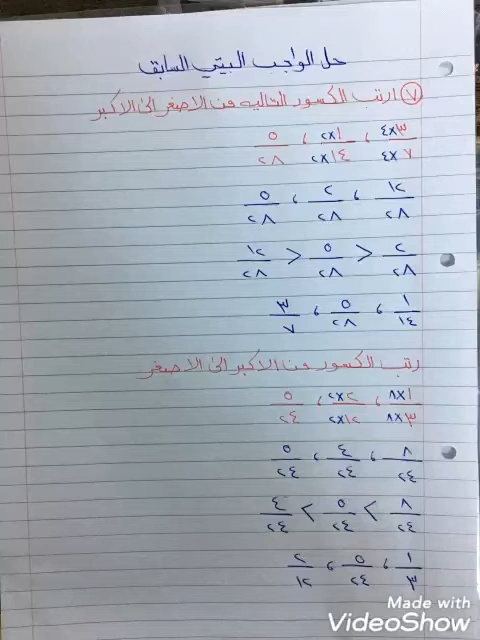 حل الواجب البيتي السابق
٧ ارتب الكسور التاليه من الاصغر الى الاكبر
٣×٤/٧×٤ ، ١×٢/١٤×٢ ، ٥/٢٨
١٢/٢٨ ، ٢/٢٨ ، ٥/٢٨
٢/٢٨ > ٥/٢٨ > ١٢/٢٨
١/١٤ ، ٥/٢٨ ، ٣/٧
رتب الكسور من الاكبر الى الاصغر
١×٨/٣×٨ ، ٢×٢/١٢×٢ ، ٥/٢٤
٨/٢٤ ، ٤/٢٤ ، ٥/٢٤
٨/٢٤ < ٥/٢٤ < ٤/٢٤
١/٣ ، ٥/٢٤ ، ٢/١٢
Made with
VideoShow